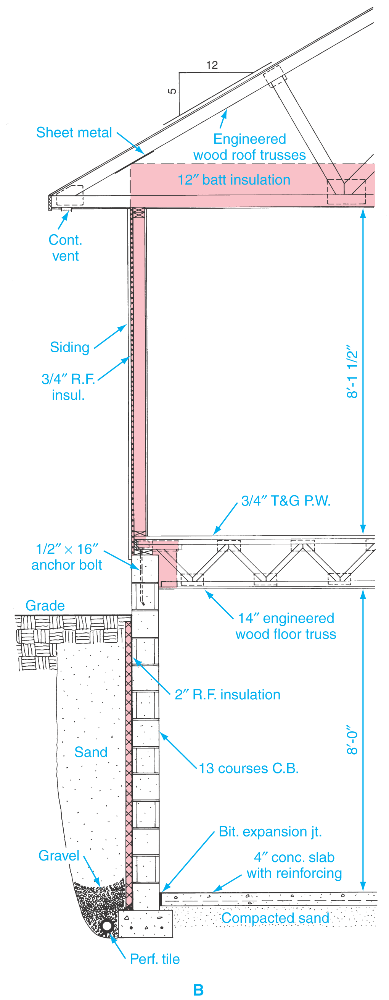 12
5
Sheet metal
Engineered
wood roof trusses
12″ batt insulation
Cont.
vent
Siding
3/4″ R.F.
insul.
8′-1 1/2″
3/4″ T&G P.W.
1/2″ × 16″
anchor bolt
Grade
14″ engineered
wood floor truss
2″ R.F. insulation
Sand
8′-0″
13 courses C.B.
Bit. expansion jt.
Gravel
4″ conc. slab
with reinforcing
Compacted sand
Perf. tile
B